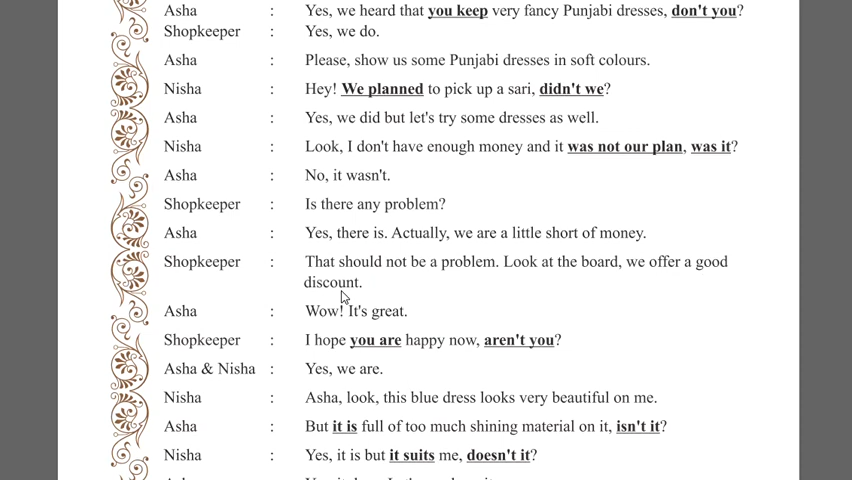 Asha : Yes, we heard that you keep very fancy Punjabi dresses, don't you?
Shopkeeper : Yes, we do.
Asha : Please, show us some Punjabi dresses in soft colours.
Nisha : Hey! We planned to pick up a sari, didn't we?
Asha : Yes, we did but let's try some dresses as well.
Nisha : Look, I don't have enough money and it was not our plan, was it?
Asha : No, it wasn't.
Shopkeeper : Is there any problem?
Asha : Yes, there is. Actually, we are a little short of money.
Shopkeeper : That should not be a problem. Look at the board, we offer a good
discount.
Asha : Wow! It's great.
Shopkeeper : I hope you are happy now, aren't you?
Asha & Nisha : Yes, we are.
Nisha : Asha, look, this blue dress looks very beautiful on me.
Asha : But it is full of too much shining material on it, isn't it?
Nisha : Yes, it is but it suits me, doesn't it?